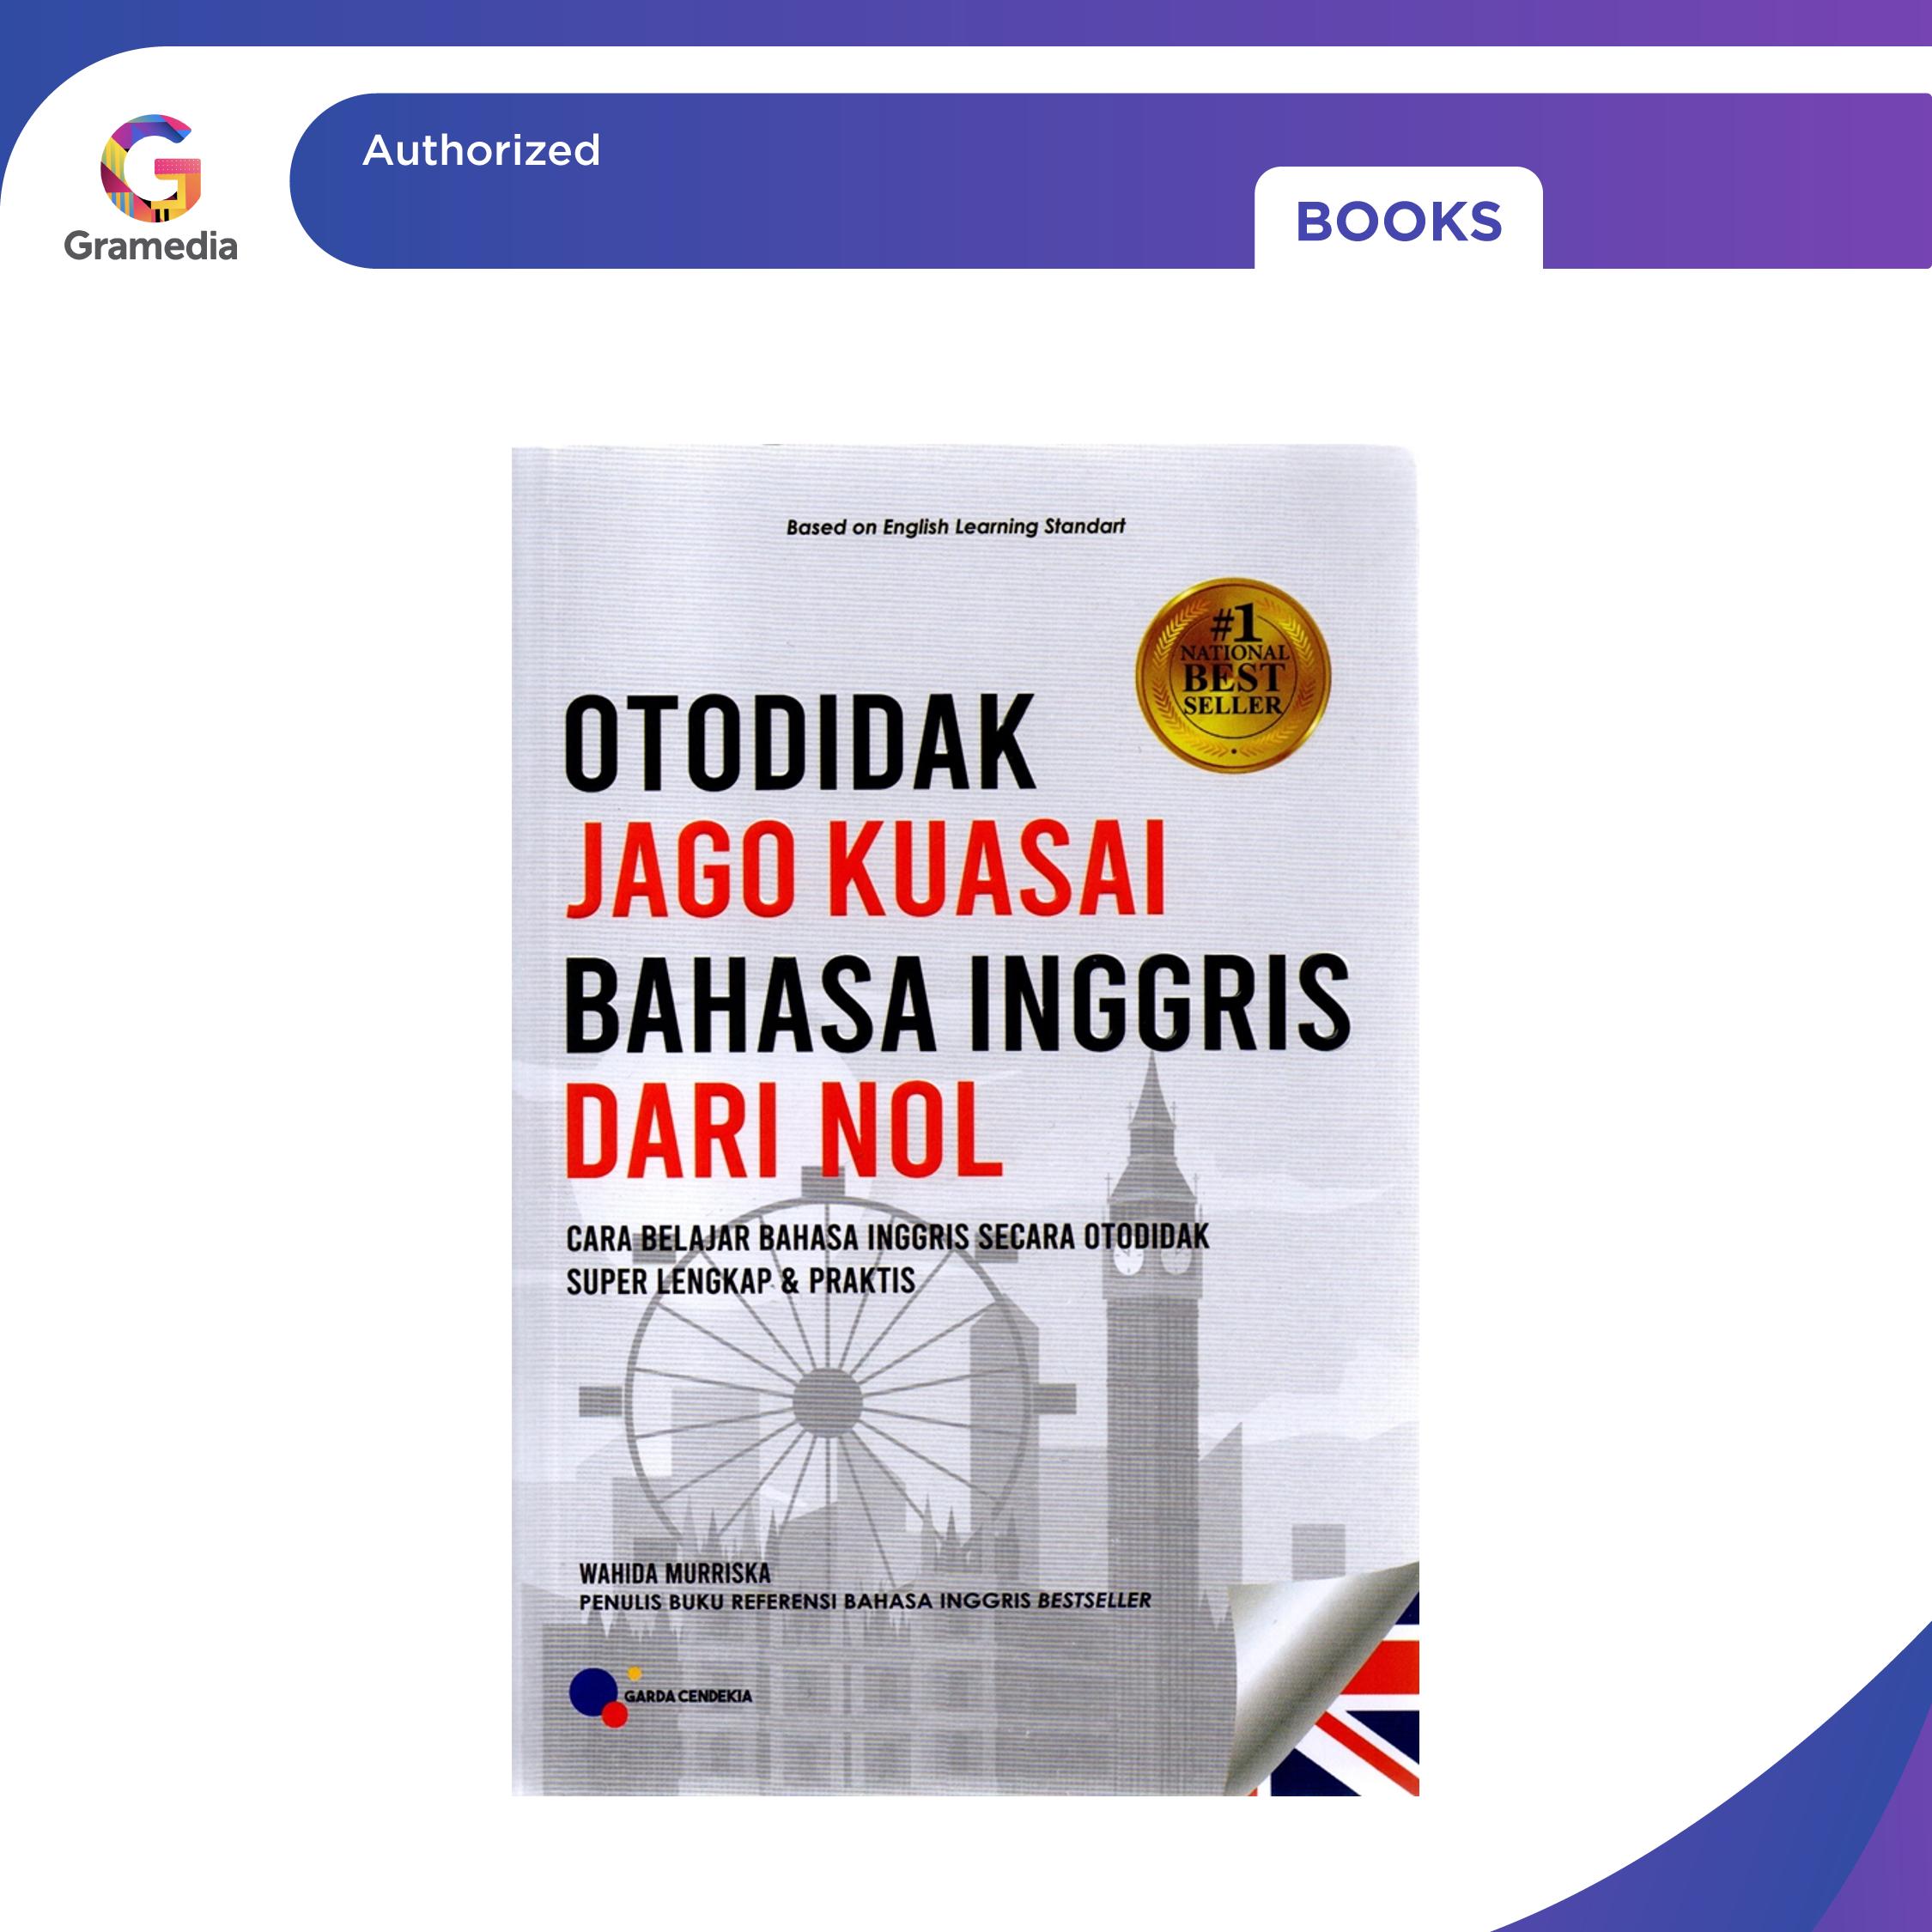 Gramedia
Authorized
BOOKS
Based on English Learning Standart
#1
NATIONAL
BEST
SELLER
OTODIDAK
JAGO KUASAI
BAHASA INGGRIS
DARI NOL
CARA BELAJAR BAHASA INGGRIS SECARA OTODIDAK
SUPER LENGKAP & PRAKTIS
WAHIDA MURRISKA
PENULIS BUKU REFERENSI BAHASA INGGRIS BESTSELLER
GARDA CENDEKIA